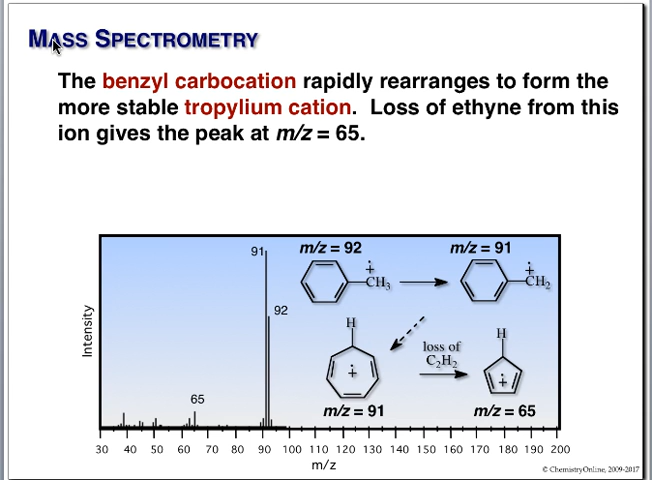 MASS SPECTROMETRY
The benzyl carbocation rapidly rearranges to form the
more stable tropylium cation. Loss of ethyne from this
ion gives the peak at m/z = 65.
91
92
65
m/z = 92
m/z = 91
CH₃
CH₂
H
H
loss of
C₂H₂
m/z = 91
m/z = 65
Intensity
30 40 50 60 70 80 90 100 110 120 130 140 150 160 170 180 190 200
m/z
© ChemistryOnline, 2009-2017